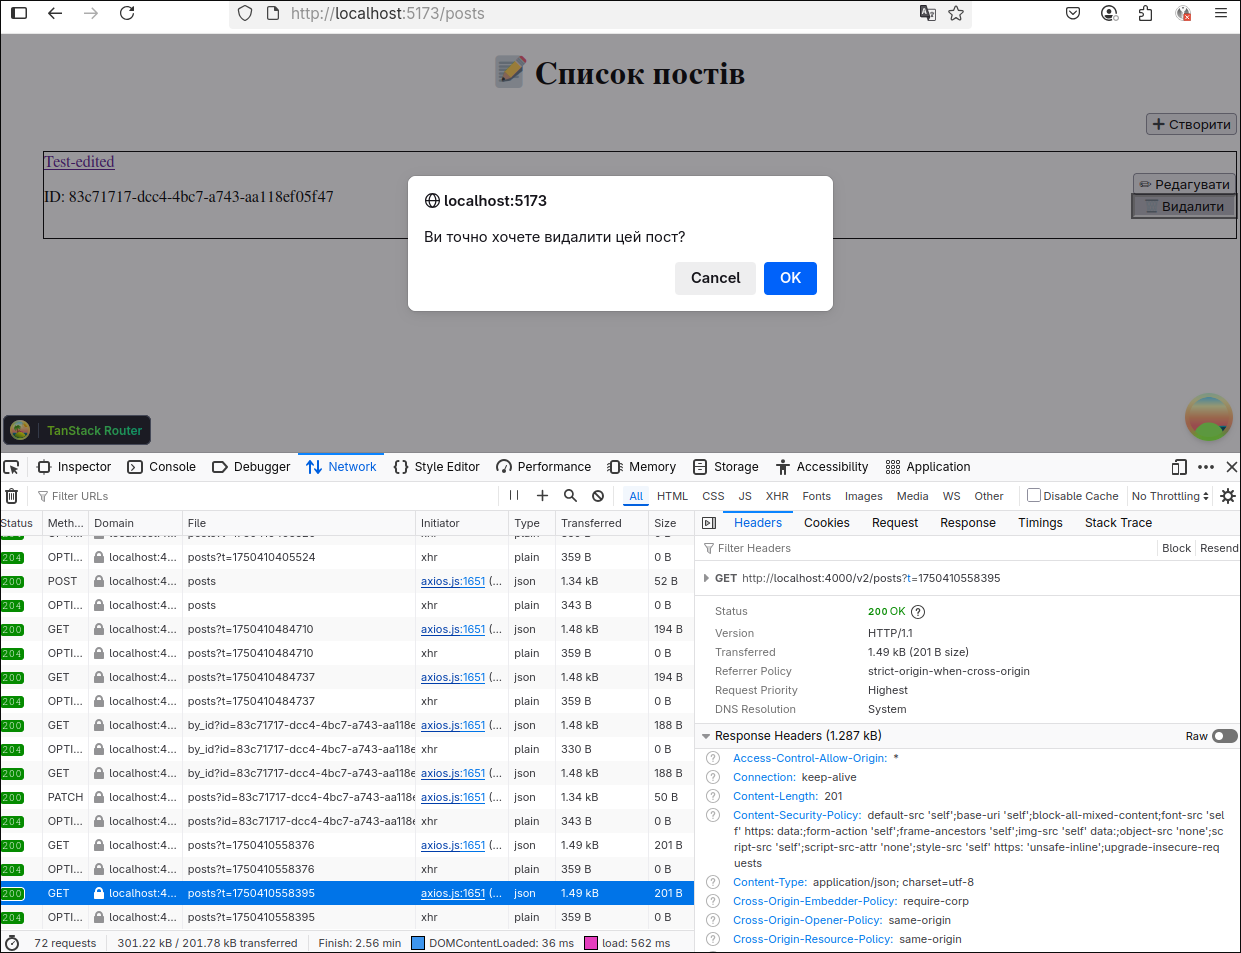 http://localhost:5173/posts
📝 Список постів
+ Створити
Test-edited
ID: 83c71717-dcc4-4bc7-a743-aa118ef05f47
✏ Редагувати
Видалити
localhost:5173
Ви точно хочете видалити цей пост?
Cancel OK
TanStack Router
Inspector Console Debugger Network Style Editor Performance Memory Storage Accessibility Application
Filter URLs
All HTML CSS JS XHR Fonts Images Media WS Other Disable Cache No Throttling
Status Meth... Domain File Initiator Type Transferred Size
204 OPTI... localhost:4... posts?t=1750410405524 xhr plain 359 B 0 B
200 POST localhost:4... posts axios.js:1651 (... json 1.34 kB 52 B
204 OPTI... localhost:4... posts xhr plain 343 B 0 B
200 GET localhost:4... posts?t=1750410484710 axios.js:1651 (... json 1.48 kB 194 B
204 OPTI... localhost:4... posts?t=1750410484710 xhr plain 359 B 0 B
200 GET localhost:4... posts?t=1750410484737 axios.js:1651 (... json 1.48 kB 194 B
204 OPTI... localhost:4... posts?t=1750410484737 xhr plain 359 B 0 B
200 GET localhost:4... by_id?id=83c71717-dcc4-4bc7-a743-aa118e axios.js:1651 (... json 1.48 kB 188 B
204 OPTI... localhost:4... by_id?id=83c71717-dcc4-4bc7-a743-aa118e xhr plain 330 B 0 B
200 GET localhost:4... by_id?id=83c71717-dcc4-4bc7-a743-aa118e axios.js:1651 (... json 1.48 kB 188 B
200 PATCH localhost:4... posts?id=83c71717-dcc4-4bc7-a743-aa118e axios.js:1651 (... json 1.34 kB 50 B
204 OPTI... localhost:4... posts?id=83c71717-dcc4-4bc7-a743-aa118e xhr plain 343 B 0 B
200 GET localhost:4... posts?t=1750410558376 axios.js:1651 (... json 1.49 kB 201 B
204 OPTI... localhost:4... posts?t=1750410558376 xhr plain 359 B 0 B
200 GET localhost:4... posts?t=1750410558395 axios.js:1651 (... json 1.49 kB 201 B
204 OPTI... localhost:4... posts?t=1750410558395 xhr plain 359 B 0 B
72 requests 301.22 kB / 201.78 kB transferred Finish: 2.56 min DOMContentLoaded: 36 ms load: 562 ms
Headers Cookies Request Response Timings Stack Trace
Filter Headers Block Resend
GET http://localhost:4000/v2/posts?t=1750410558395
Status 200 OK
Version HTTP/1.1
Transferred 1.49 kB (201 B size)
Referrer Policy strict-origin-when-cross-origin
Request Priority Highest
DNS Resolution System
Response Headers (1.287 kB) Raw
Access-Control-Allow-Origin: *
Connection: keep-alive
Content-Length: 201
Content-Security-Policy: default-src 'self';base-uri 'self';block-all-mixed-content;font-src 'sel
f' https: data:;form-action 'self';frame-ancestors 'self';img-src 'self' data:;object-src 'none';sc
ript-src 'self';script-src-attr 'none';style-src 'self' https: 'unsafe-inline';upgrade-insecure-req
uests
Content-Type: application/json; charset=utf-8
Cross-Origin-Embedder-Policy: require-corp
Cross-Origin-Opener-Policy: same-origin
Cross-Origin-Resource-Policy: same-origin